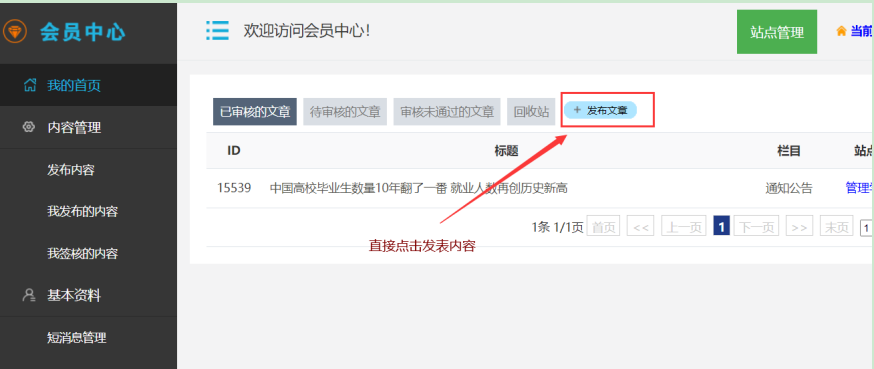 会员中心
欢迎访问会员中心！
站点管理
当前
我的首页
内容管理
发布内容
我发布的内容
我签核的内容
基本资料
短消息管理
已审核的文章 待审核的文章 审核未通过的文章 回收站 + 发布文章
ID 标题 栏目 站点
15539 中国高校毕业生数量10年翻了一番 就业人数再创历史新高 通知公告 管理学
1条 1/1页 首页 << 上一页 1 下一页 >> 末页 1
直接点击发表内容